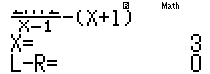 Math
x-1 -(X+1)
X= 3
L-R= 0